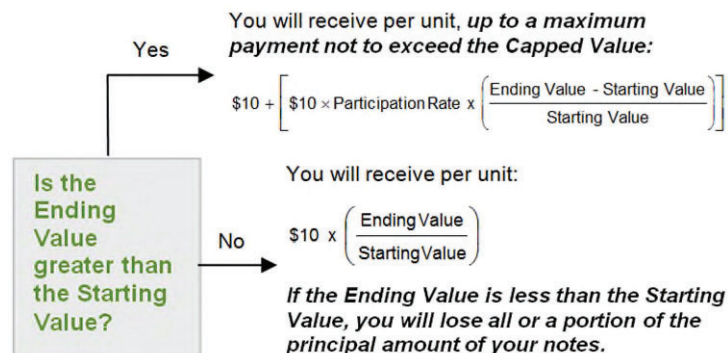 You will receive per unit, up to a maximum
payment not to exceed the Capped Value:
Yes
$10 + [ $10 × Participation Rate x ( Ending Value - Starting Value / Starting Value ) ]
Is the
Ending
Value
greater than
the Starting
Value?
You will receive per unit:
No
$10 x ( Ending Value / Starting Value )
If the Ending Value is less than the Starting
Value, you will lose all or a portion of the
principal amount of your notes.